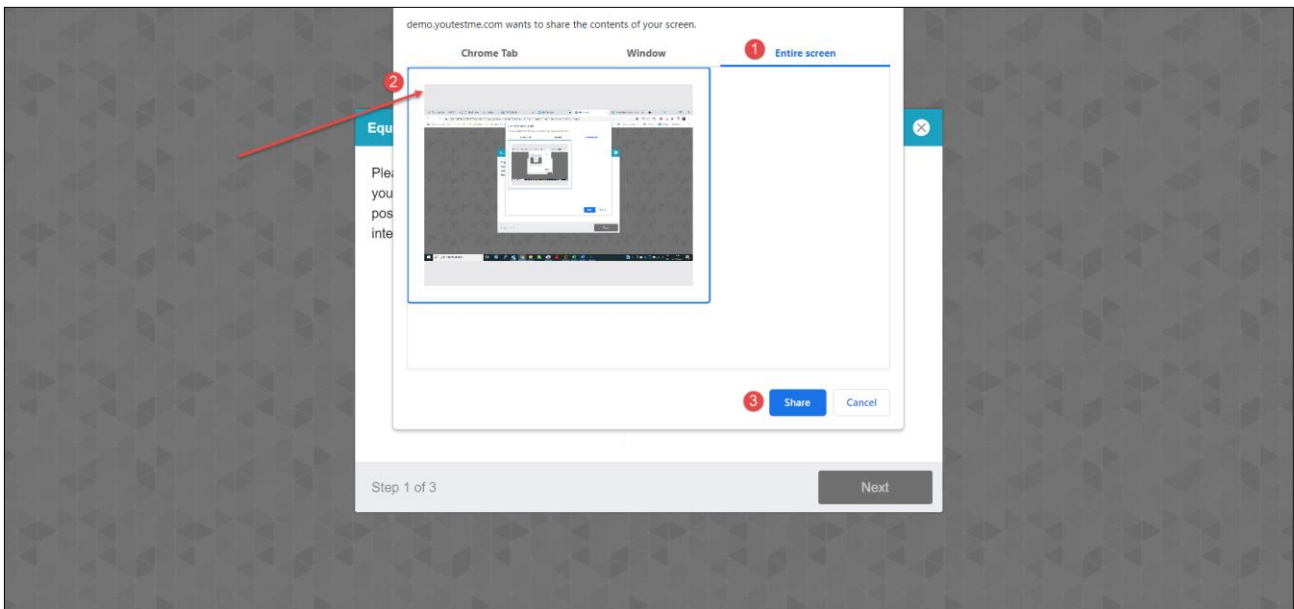 demo.youtestme.com wants to share the contents of your screen.
Chrome Tab
Window
1
Entire screen
2
Equ
Plea
you
pos
inte
3
Share
Cancel
Step 1 of 3
Next